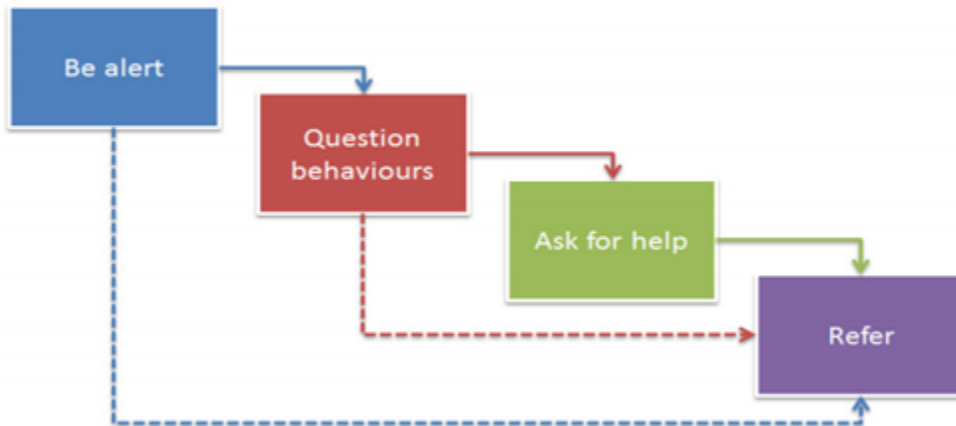 Be alert
Question
behaviours
Ask for help
Refer